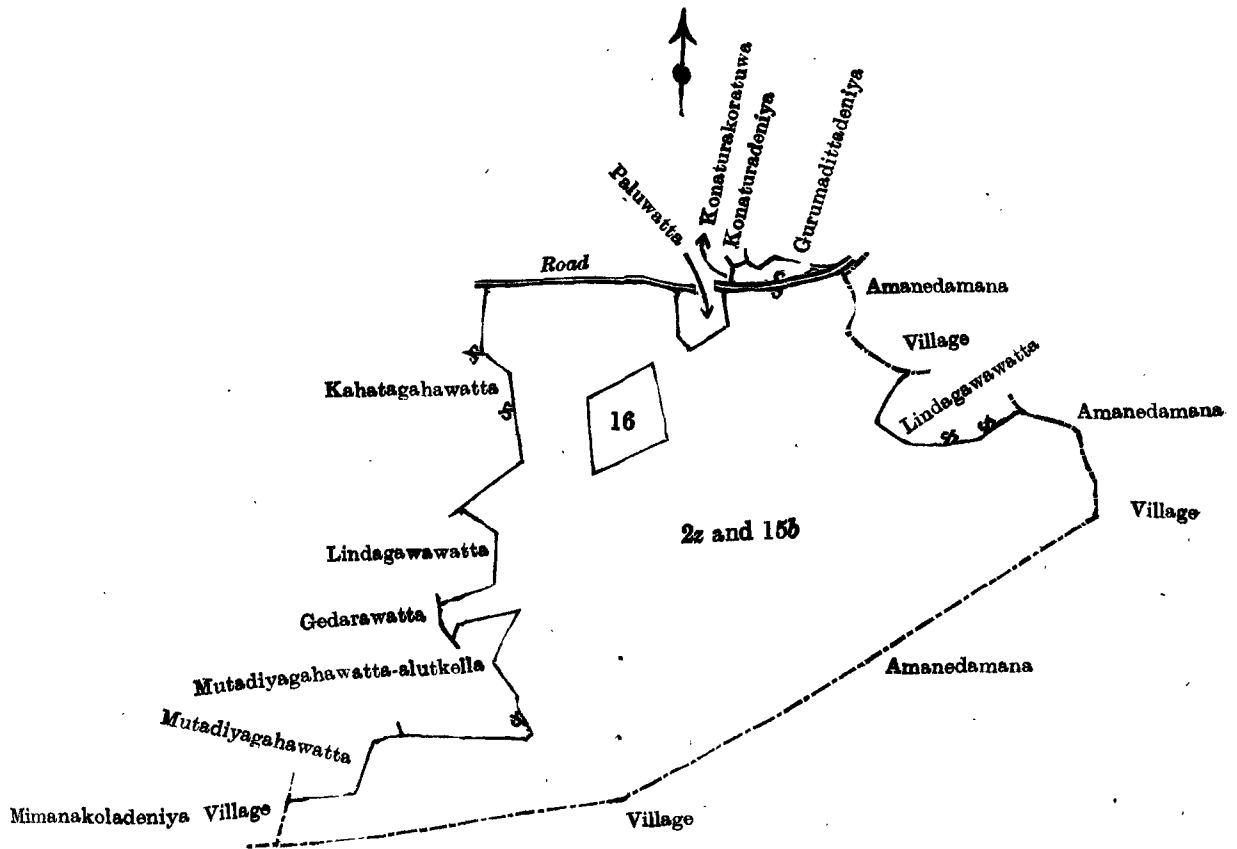 Konaturakoratuwa
Konaturadeniya
Gurumadittadeniya
Paluwatta
Road
Amanedamana
Village
Kahatagahawatta
Lindagawawatta
Amanedamana
16
Village
2z and 15b
Lindagawawatta
Gedarawatta
Amanedamana
Mutadiyagahawatta-alutkella
Mutadiyagahawatta
Mimanakoladeniya Village
Village